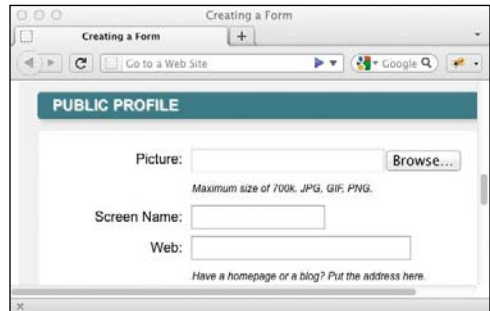 Creating a Form
Creating a Form
+
Go to a Web Site
Google
PUBLIC PROFILE
Picture:
Browse...
Maximum size of 700k. JPG, GIF, PNG.
Screen Name:
Web:
Have a homepage or a blog? Put the address here.
x